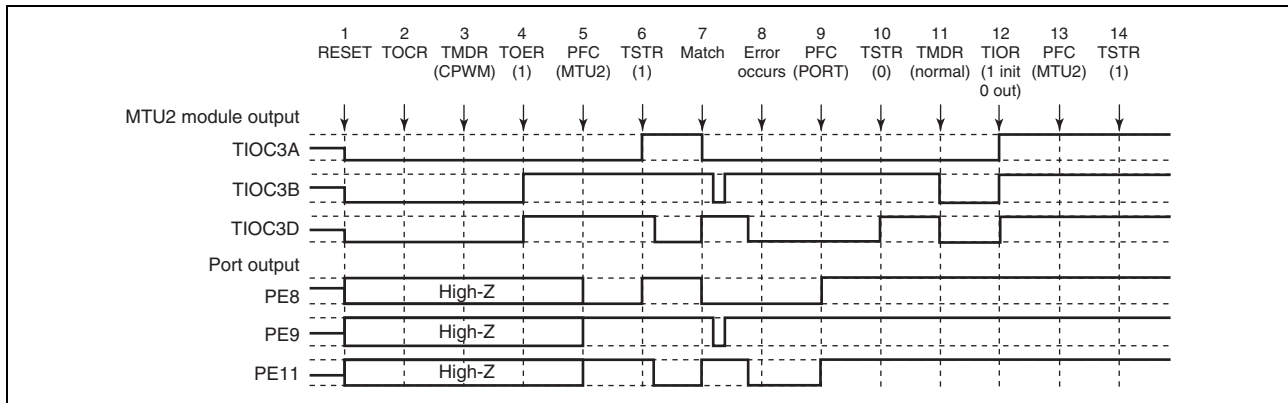 1 2 3 4 5 6 7 8 9 10 11 12 13 14
RESET TOCR TMDR TOER PFC TSTR Match Error PFC TSTR TMDR TIOR PFC TSTR
(CPWM) (1) (MTU2) (1) occurs (PORT) (0) (normal) (1 init (MTU2) (1)
0 out)
MTU2 module output
TIOC3A
TIOC3B
TIOC3D
Port output
PE8 High-Z
PE9 High-Z
PE11 High-Z